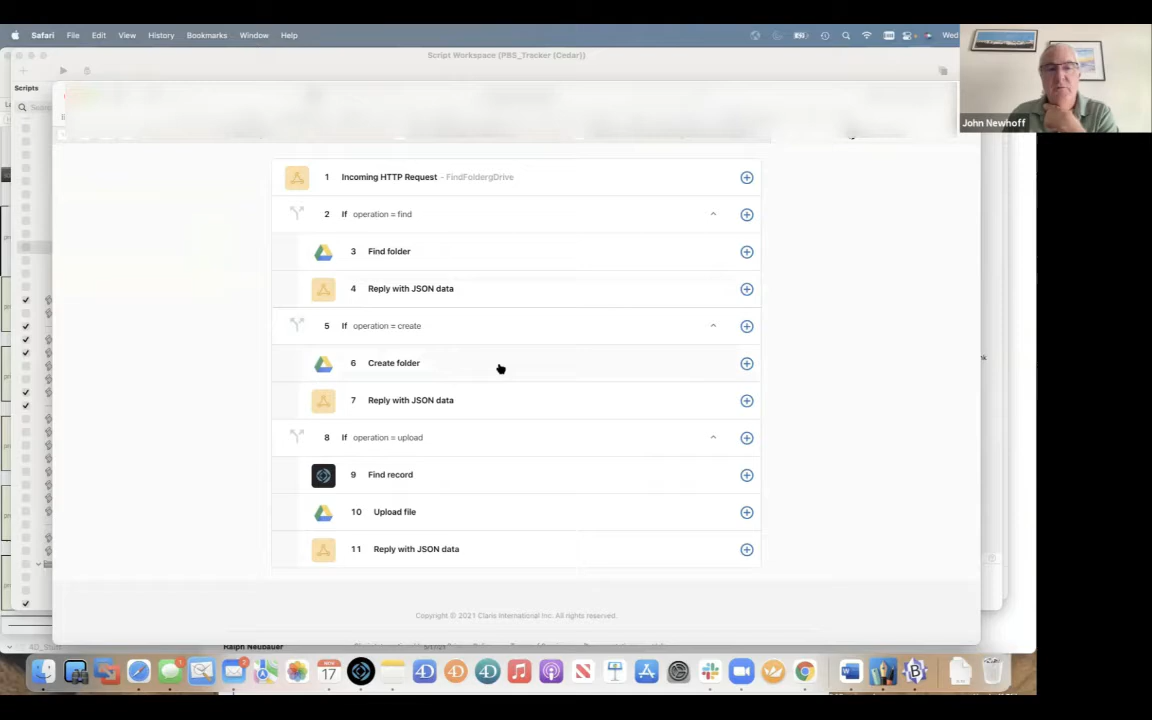 Safari File Edit View History Bookmarks Window Help
Wed
Script Workspace (PBS_Tracker (Cedar))
Scripts
John Newhoff
1 Incoming HTTP Request - FindFoldergDrive
2 If operation = find
3 Find folder
4 Reply with JSON data
5 If operation = create
6 Create folder
7 Reply with JSON data
8 If operation = upload
9 Find record
10 Upload file
11 Reply with JSON data
Copyright © 2021 Claris International Inc. All rights reserved.
Ralph Neubauer
NOV
17